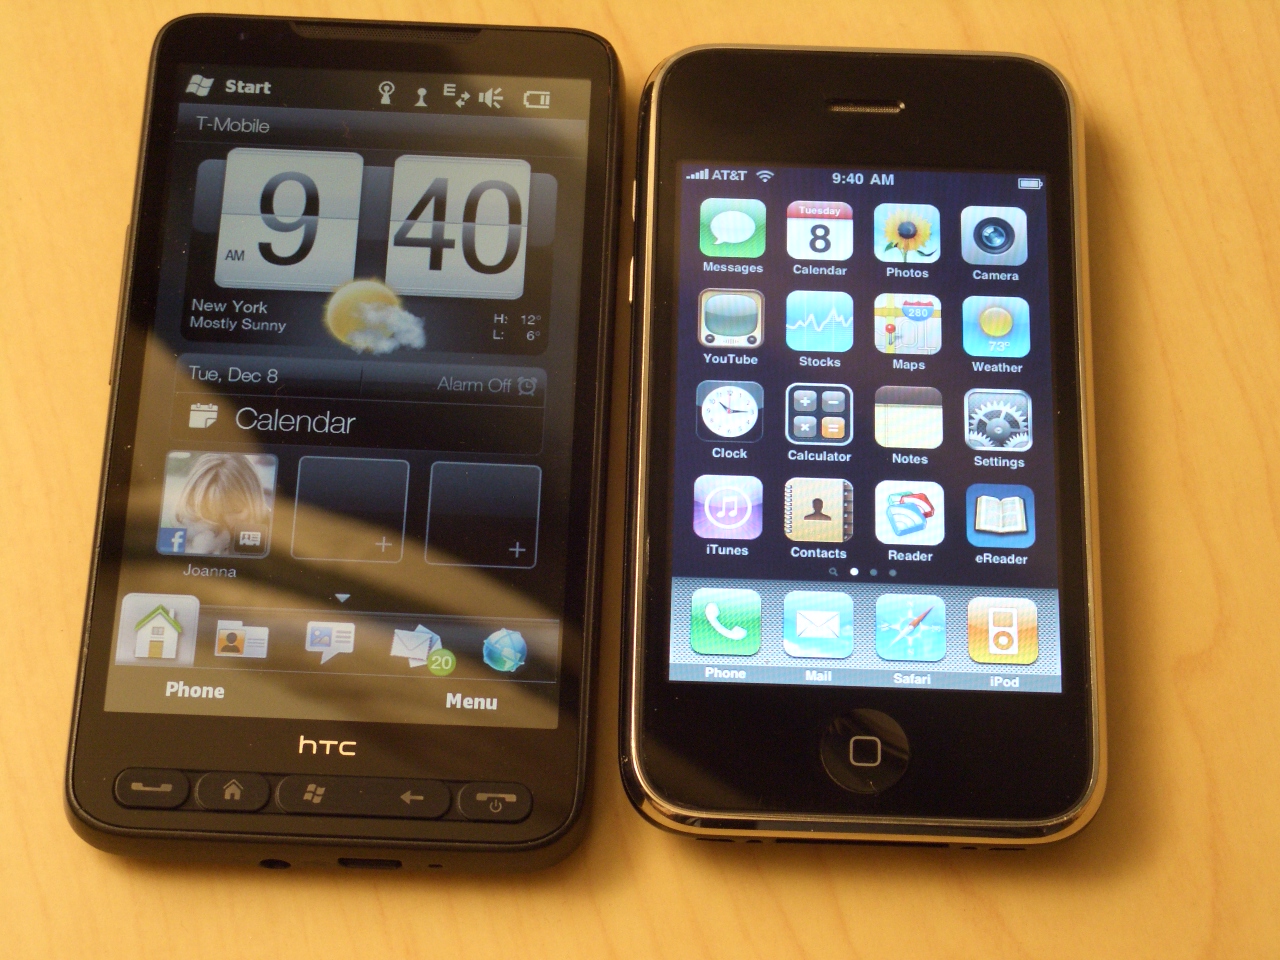 Start
E
T-Mobile
9 40
AM
New York
Mostly Sunny
H: 12°
L: 6°
Tue, Dec 8
Alarm Off
Calendar
f
Joanna
20
Phone
Menu
hTC
AT&T
9:40 AM
Tuesday
8
Messages
Calendar
Photos
Camera
280
73°
YouTube
Stocks
Maps
Weather
Clock
Calculator
Notes
Settings
iTunes
Contacts
Reader
eReader
Phone
Mail
Safari
iPod